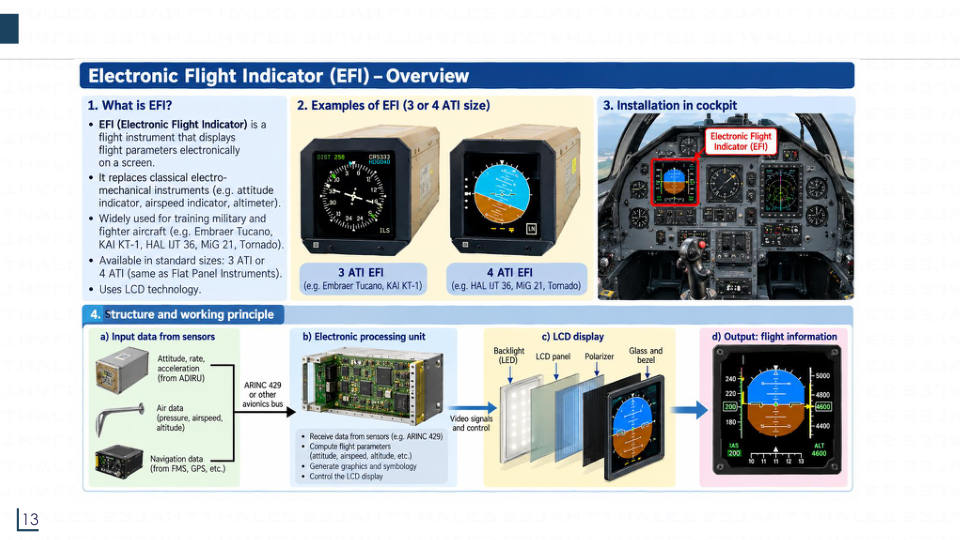 Electronic Flight Indicator (EFI) – Overview
1. What is EFI?
• EFI (Electronic Flight Indicator) is a
flight instrument that displays
flight parameters electronically
on a screen.
• It replaces classical electro-
mechanical instruments (e.g. attitude
indicator, airspeed indicator, altimeter).
• Widely used for training military and
fighter aircraft (e.g. Embraer Tucano,
KAI KT-1, HAL IJT 36, MiG 21, Tornado).
• Available in standard sizes: 3 ATI or
4 ATI (same as Flat Panel Instruments).
• Uses LCD technology.
2. Examples of EFI (3 or 4 ATI size)
DIST 258
ILS
3 ATI EFI
(e.g. Embraer Tucano, KAI KT-1)
LN
4 ATI EFI
(e.g. HAL IJT 36, MiG 21, Tornado)
3. Installation in cockpit
Electronic Flight
Indicator (EFI)
4. Structure and working principle
a) Input data from sensors
Attitude, rate,
acceleration
(from ADIRU)
Air data
(pressure, airspeed,
altitude)
Navigation data
(from FMS, GPS, etc.)
ARINC 429
or other
avionics bus
b) Electronic processing unit
• Receive data from sensors (e.g. ARINC 429)
• Compute flight parameters
(attitude, airspeed, altitude, etc.)
• Generate graphics and symbology
• Control the LCD display
Video signals
and control
c) LCD display
Backlight
(LED)
LCD panel
Polarizer
Glass and
bezel
d) Output: flight information
240
220
200
180
IAS
200
5000
4800
4600
4400
ALT
4600
10 11 11 12 13
13